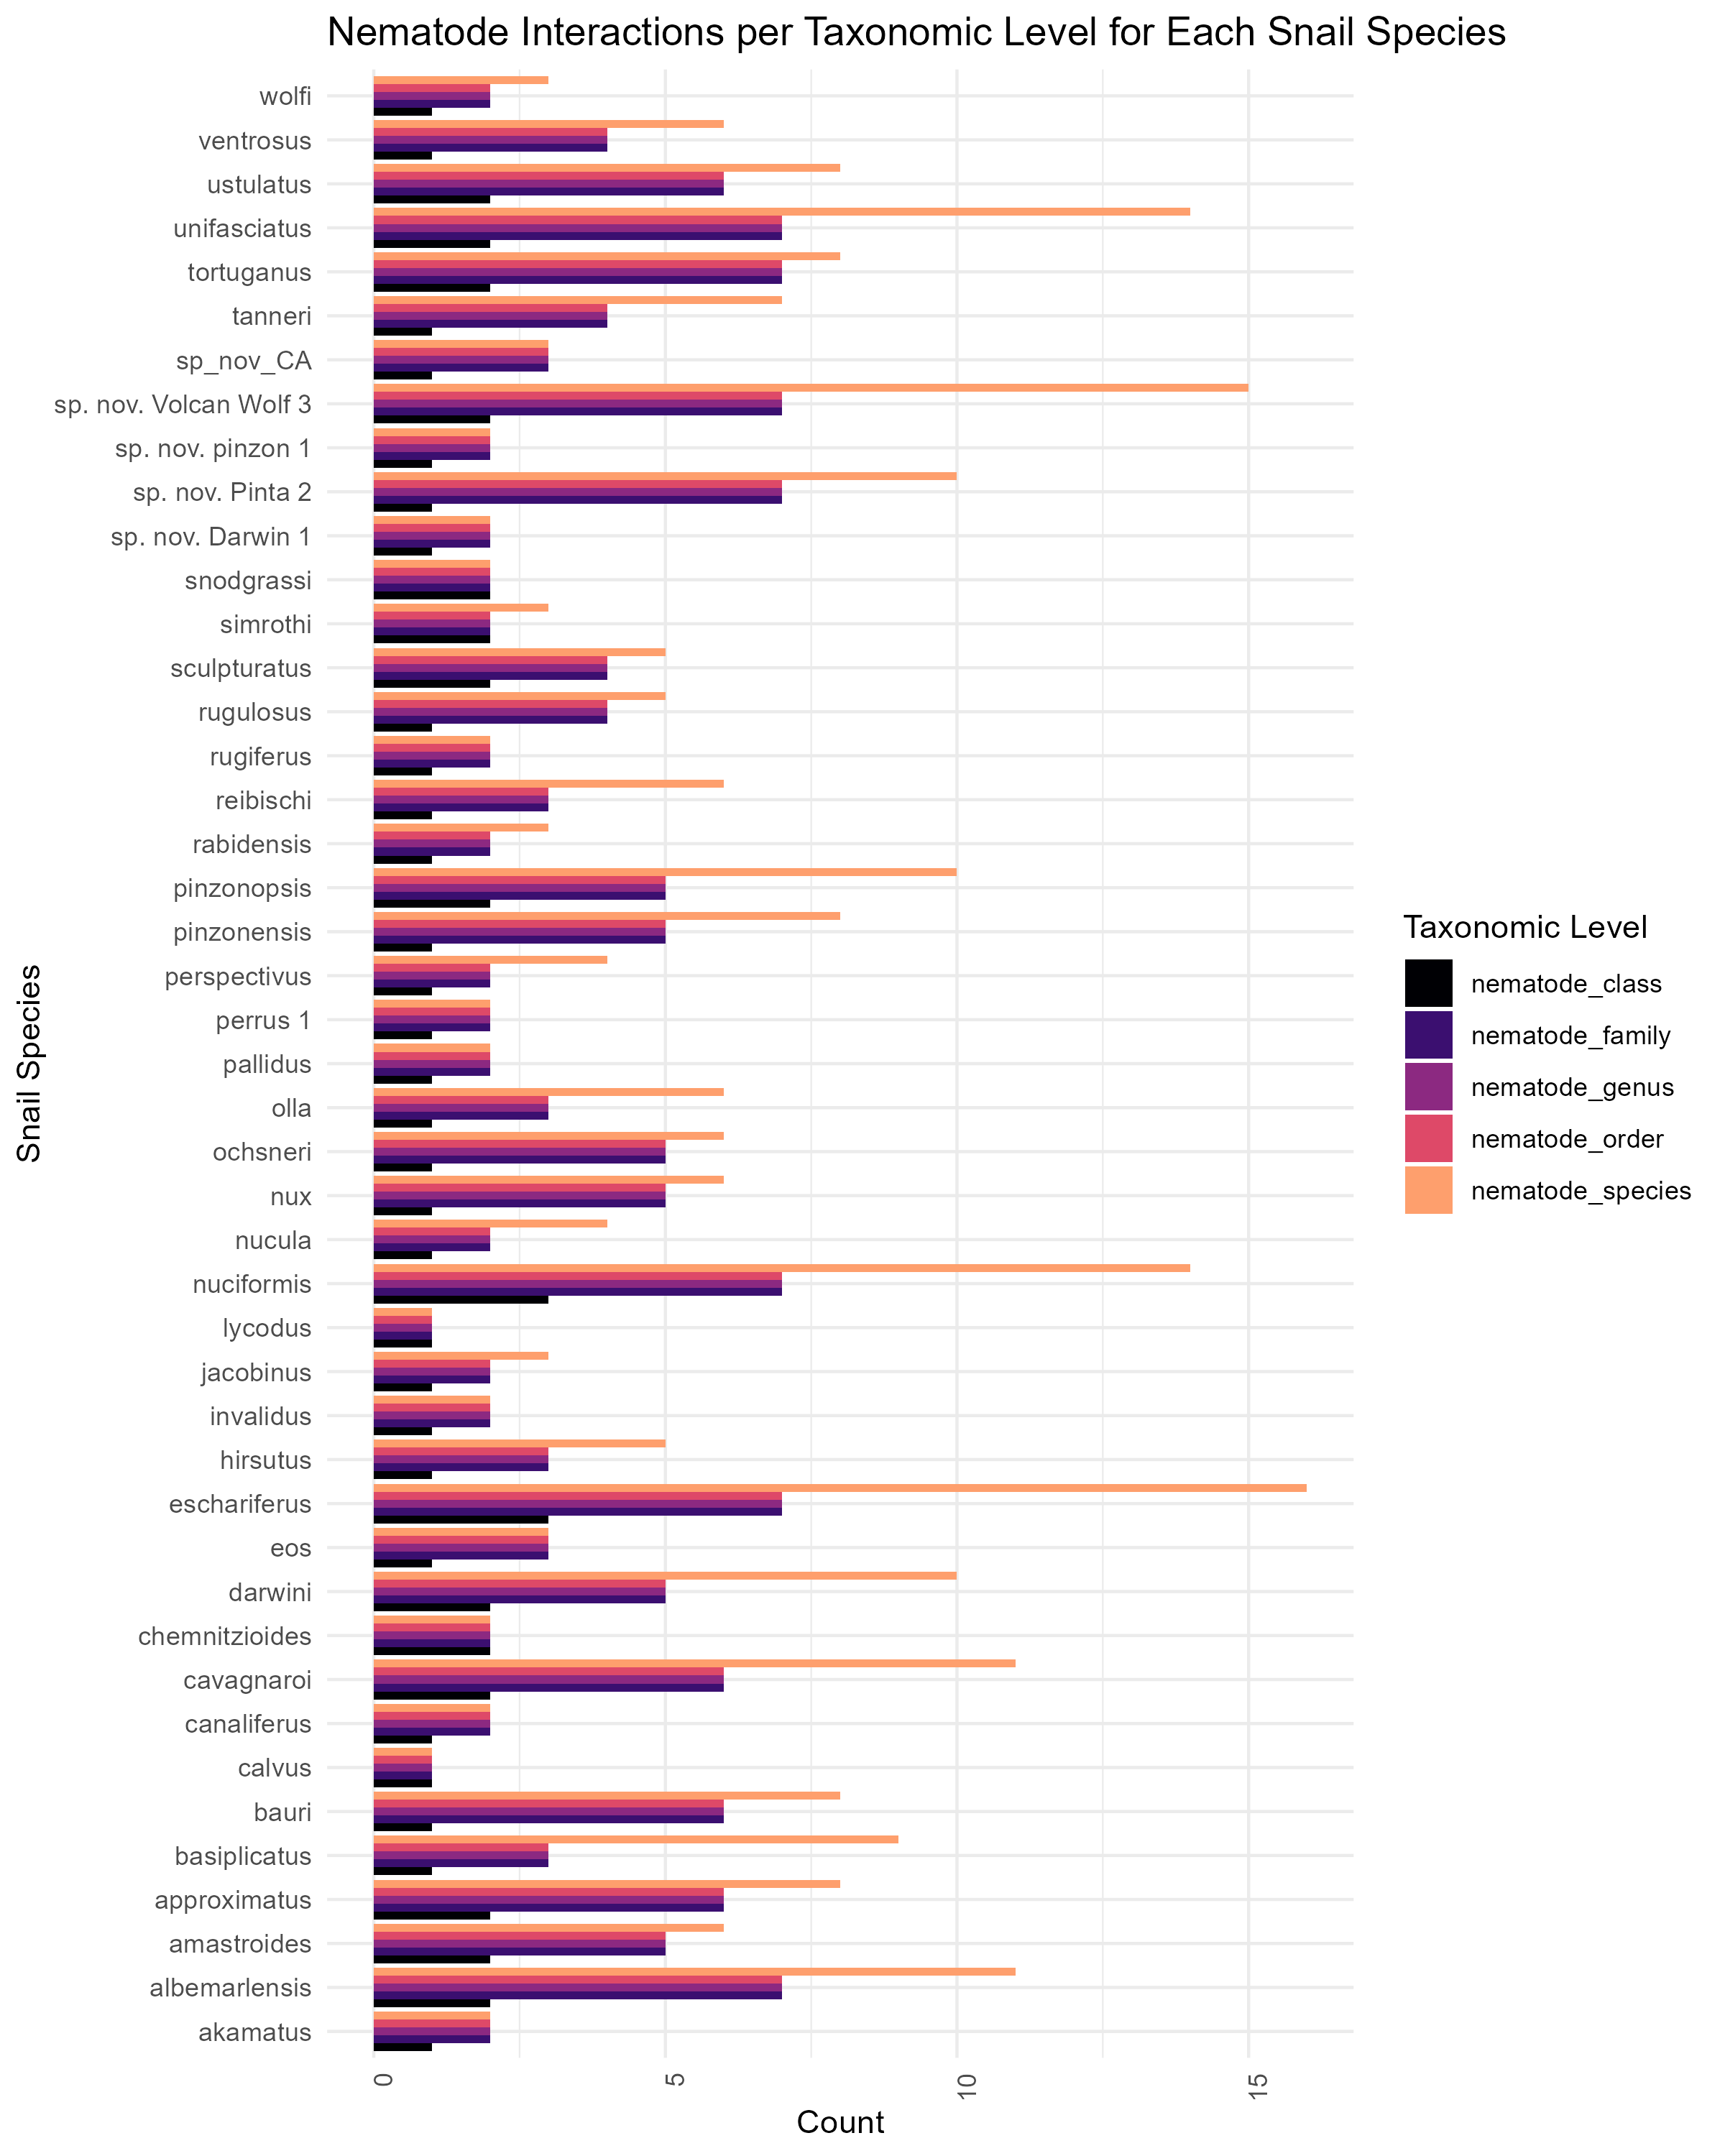 Nematode Interactions per Taxonomic Level for Each Snail Species
wolfi
ventrosus
ustulatus
unifasciatus
tortuganus
tanneri
sp_nov_CA
sp. nov. Volcan Wolf 3
sp. nov. pinzon 1
sp. nov. Pinta 2
sp. nov. Darwin 1
snodgrassi
simrothi
sculpturatus
rugulosus
rugiferus
reibischi
rabidensis
pinzonopsis
pinzonensis
perspectivus
perrus 1
pallidus
olla
ochsneri
nux
nucula
nuciformis
lycodus
jacobinus
invalidus
hirsutus
eschariferus
eos
darwini
chemnitzioides
cavagnaroi
canaliferus
calvus
bauri
basiplicatus
approximatus
amastroides
albemarlensis
akamatus
Snail Species
0
5
10
15
Count
Taxonomic Level
nematode_class
nematode_family
nematode_genus
nematode_order
nematode_species